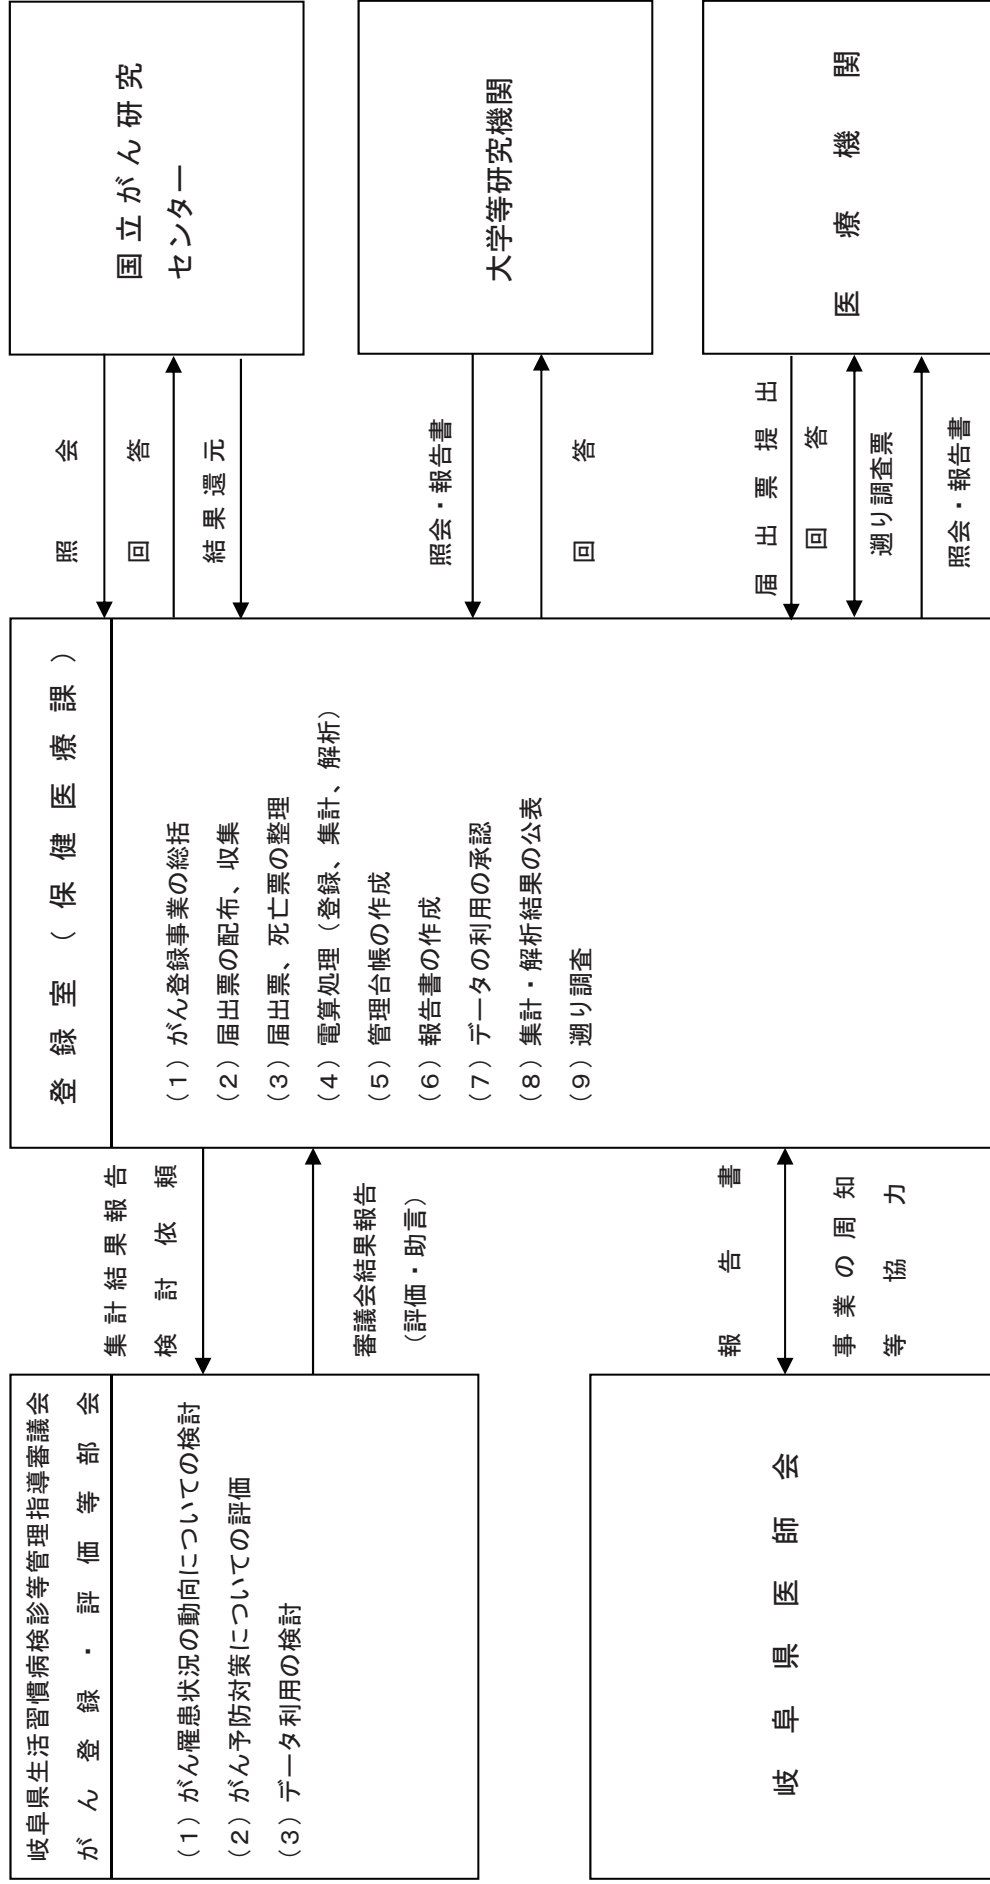 岐阜県生活習慣病検診等管理指導審議会
がん登録・評価等部会
（１）がん罹患状況の動向についての検討
（２）がん予防対策についての評価
（３）データ利用の検討
岐阜県医師会
集計結果報告
検討依頼
審議会結果報告
（評価・助言）
報告書
事業の周知
等協力
登録室（保健医療課）
（１）がん登録事業の総括
（２）届出票の配布、収集
（３）届出票、死亡票の整理
（４）電算処理（登録、集計、解析）
（５）管理台帳の作成
（６）報告書の作成
（７）データの利用の承認
（８）集計・解析結果の公表
（９）遡り調査
照会
回答
結果還元
照会・報告書
回答
届出票提出
回答
遡り調査票
照会・報告書
国立がん研究
センター
大学等研究機関
医療機関